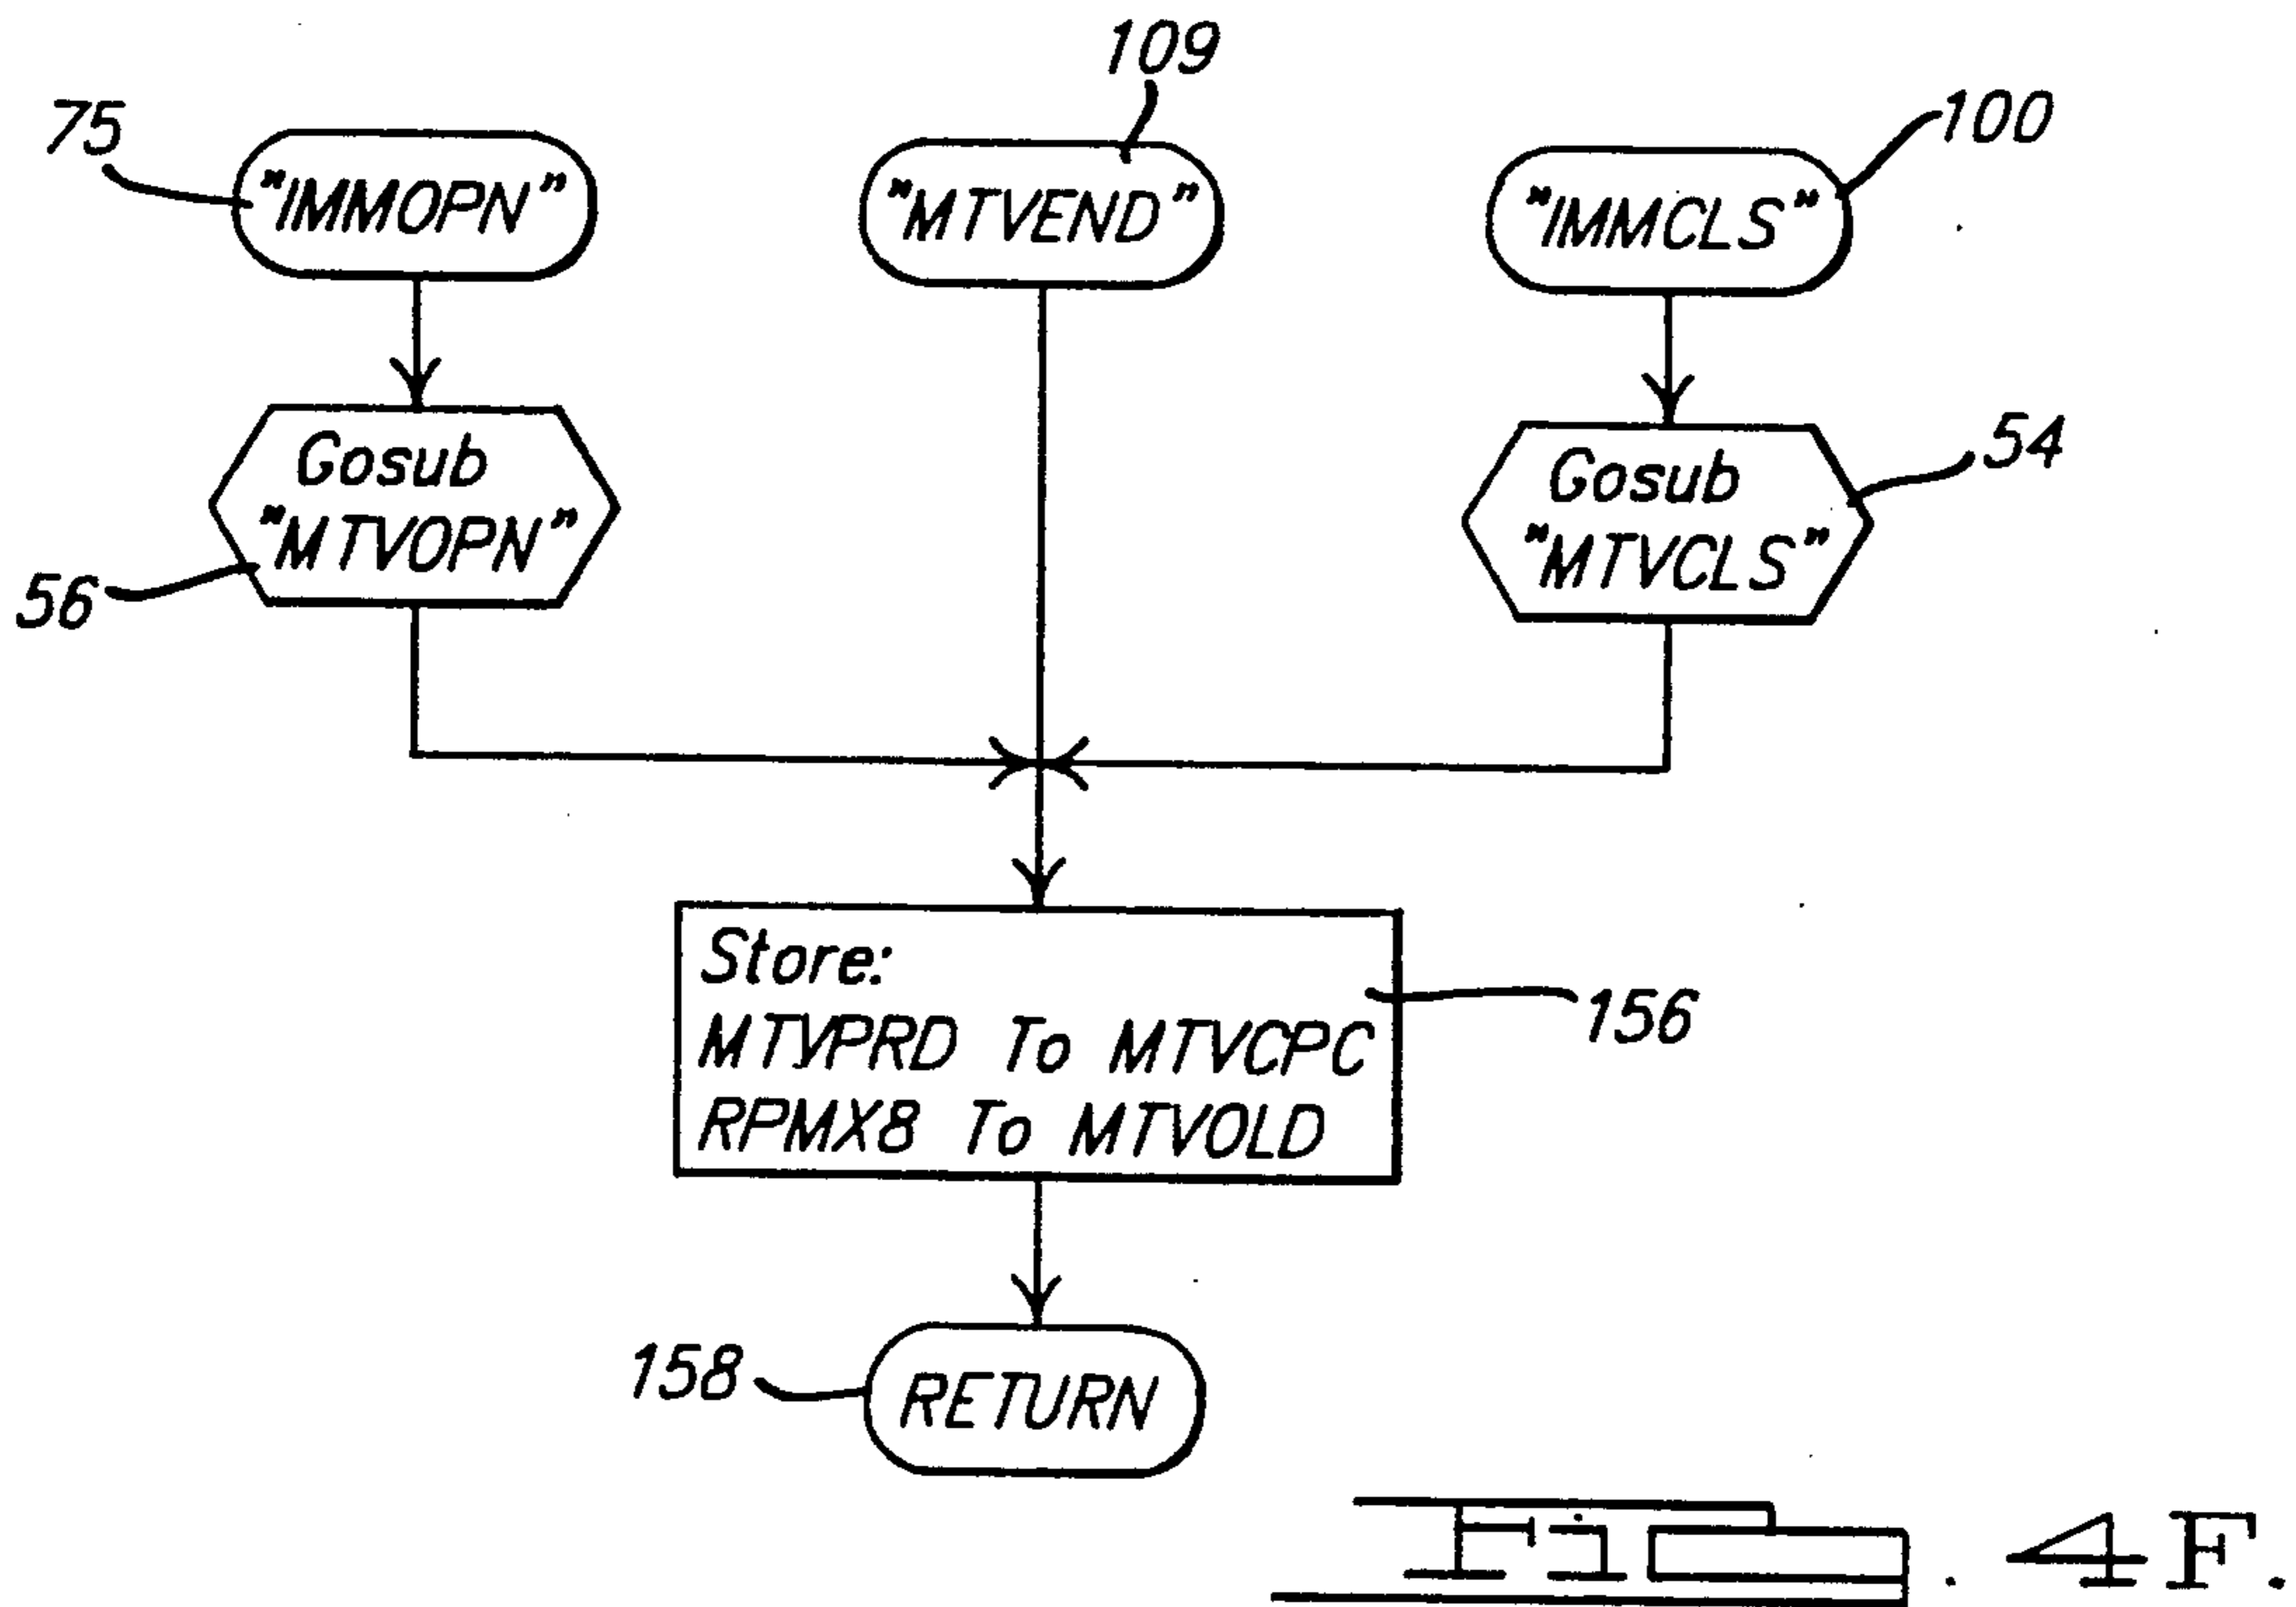 109
75
100
"IMMOPN"
"MTVEND"
"IMMCLS"
Gosub
"MTVOPN"
56
Gosub
"MTVCLS"
54
Store:
MTVPRD To MTVCPC
RPMX8 To MTVOLD
156
158
RETURN
Fig. 4F.